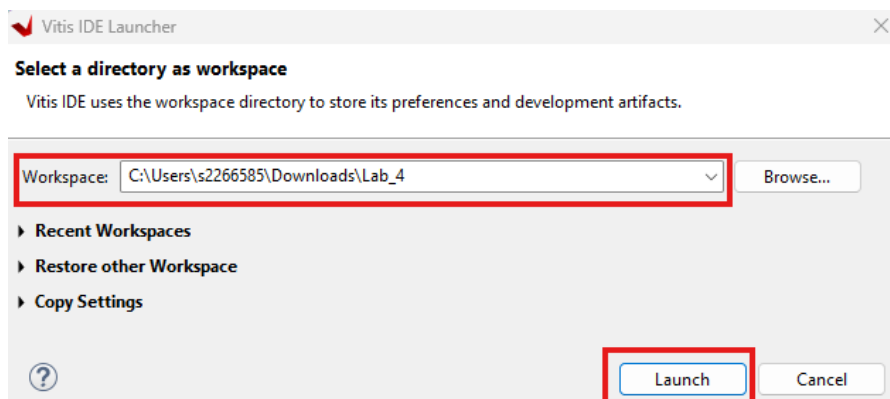 Vitis IDE Launcher
Select a directory as workspace
Vitis IDE uses the workspace directory to store its preferences and development artifacts.
Workspace: C:\Users\s2266585\Downloads\Lab_4 Browse...
Recent Workspaces
Restore other Workspace
Copy Settings
? Launch Cancel